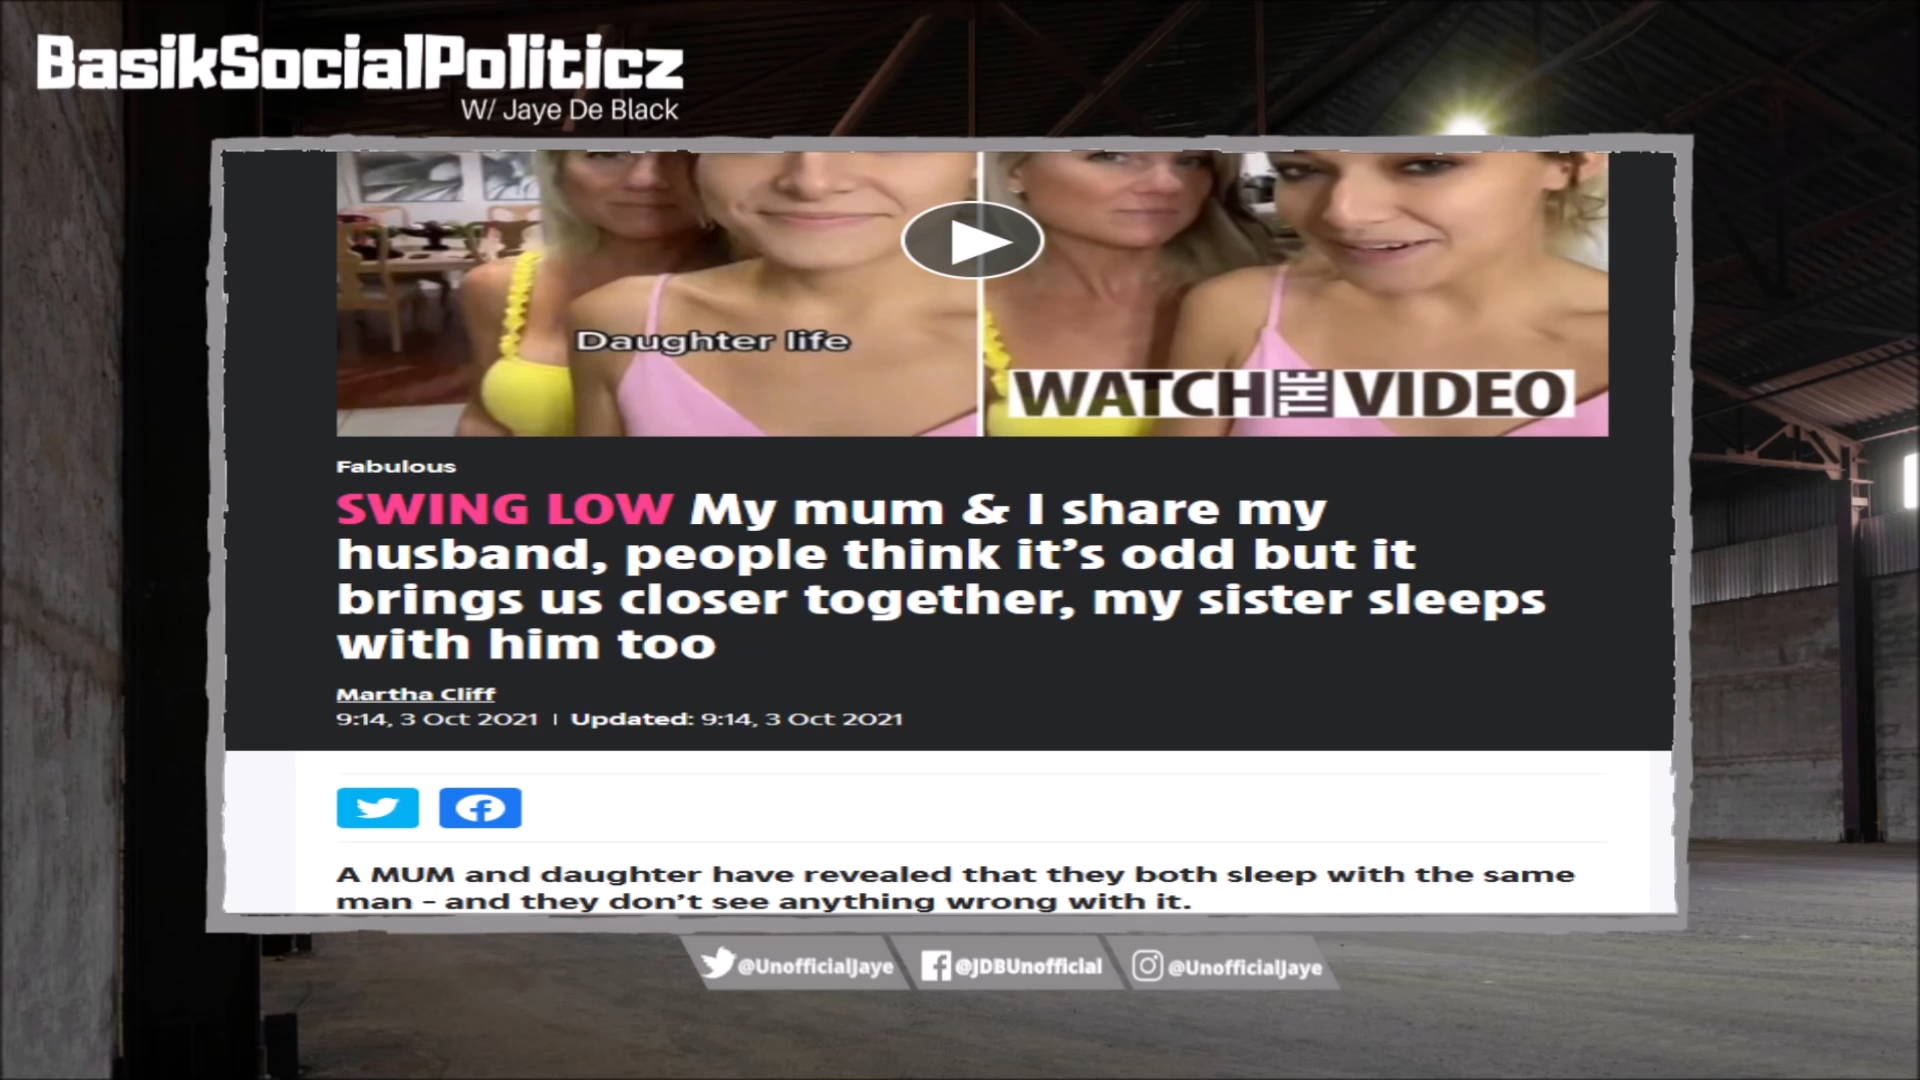 BasikSocialPoliticz
W/ Jaye De Black
Daughter life
WATCH THE VIDEO
Fabulous
SWING LOW My mum & I share my
husband, people think it's odd but it
brings us closer together, my sister sleeps
with him too
Martha Cliff
9:14, 3 Oct 2021 | Updated: 9:14, 3 Oct 2021
A MUM and daughter have revealed that they both sleep with the same
man - and they don't see anything wrong with it.
@UnofficialJaye @JDBUnofficial @UnofficialJaye